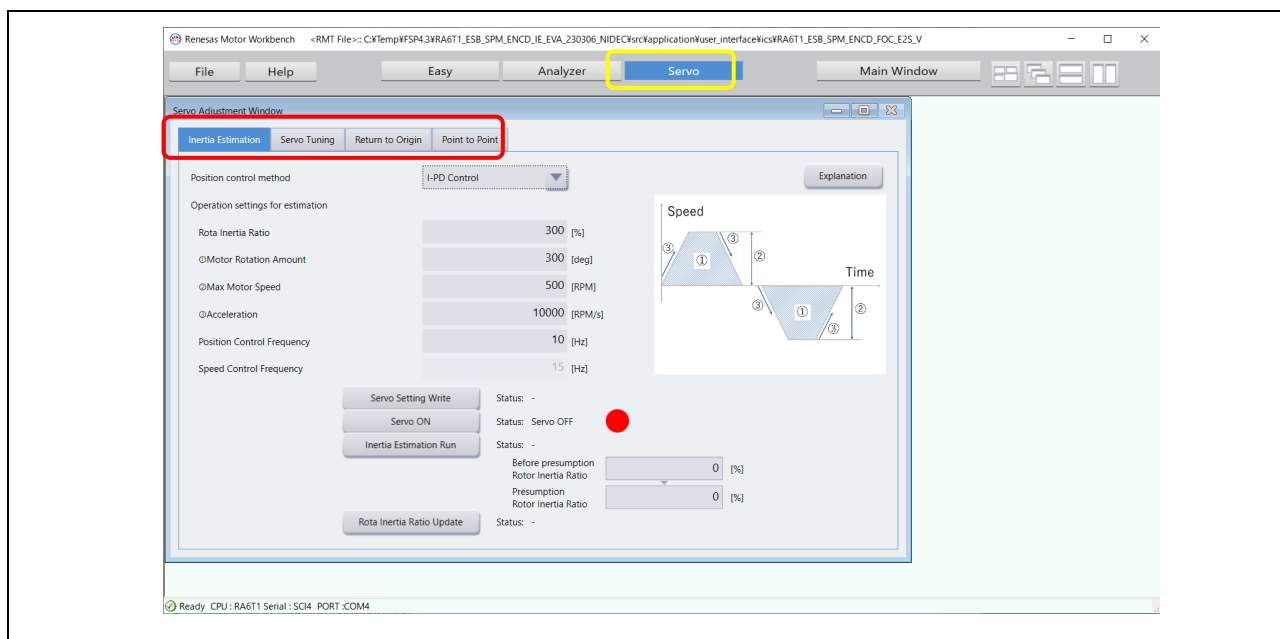 Renesas Motor Workbench <RMT File>:: C:¥Temp¥FSP4.3¥RA6T1_ESB_SPM_ENCD_IE_EVA_230306_NIDEC¥src¥application¥user_interface¥ics¥RA6T1_ESB_SPM_ENCD_FOC_E2S_V
File Help Easy Analyzer Servo Main Window
Servo Adjustment Window
Inertia Estimation Servo Tuning Return to Origin Point to Point
Position control method I-PD Control Explanation
Operation settings for estimation
Rota Inertia Ratio 300 [%]
①Motor Rotation Amount 300 [deg]
②Max Motor Speed 500 [RPM]
③Acceleration 10000 [RPM/s]
Position Control Frequency 10 [Hz]
Speed Control Frequency 15 [Hz]
Speed
③ ① ③ ②
Time
③ ① ③ ②
Servo Setting Write Status: -
Servo ON Status: Servo OFF
Inertia Estimation Run Status: -
Before presumption
Rotor Inertia Ratio 0 [%]
Presumption
Rotor Inertia Ratio 0 [%]
Rota Inertia Ratio Update Status: -
Ready CPU : RA6T1 Serial : SCI4 PORT :COM4